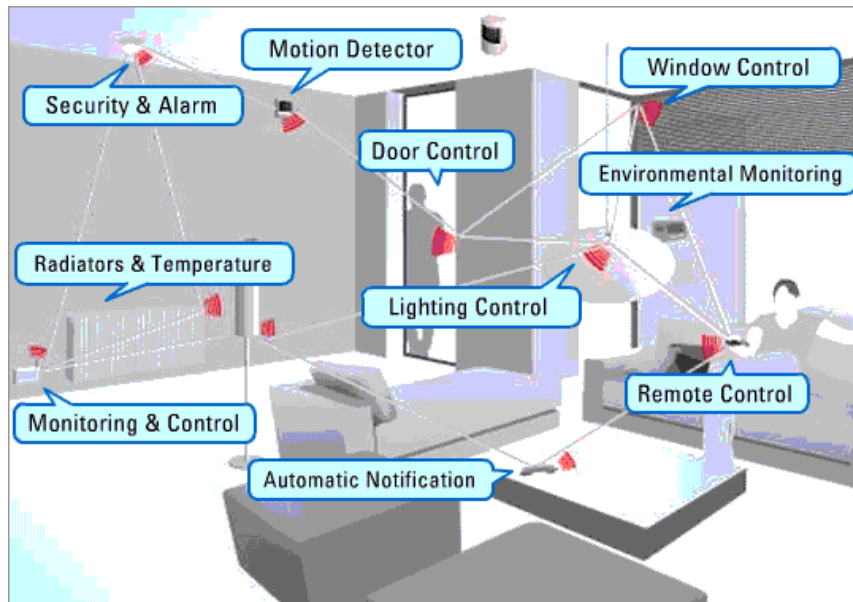 Motion Detector
Window Control
Security & Alarm
Door Control
Environmental Monitoring
Radiators & Temperature
Lighting Control
Remote Control
Monitoring & Control
Automatic Notification